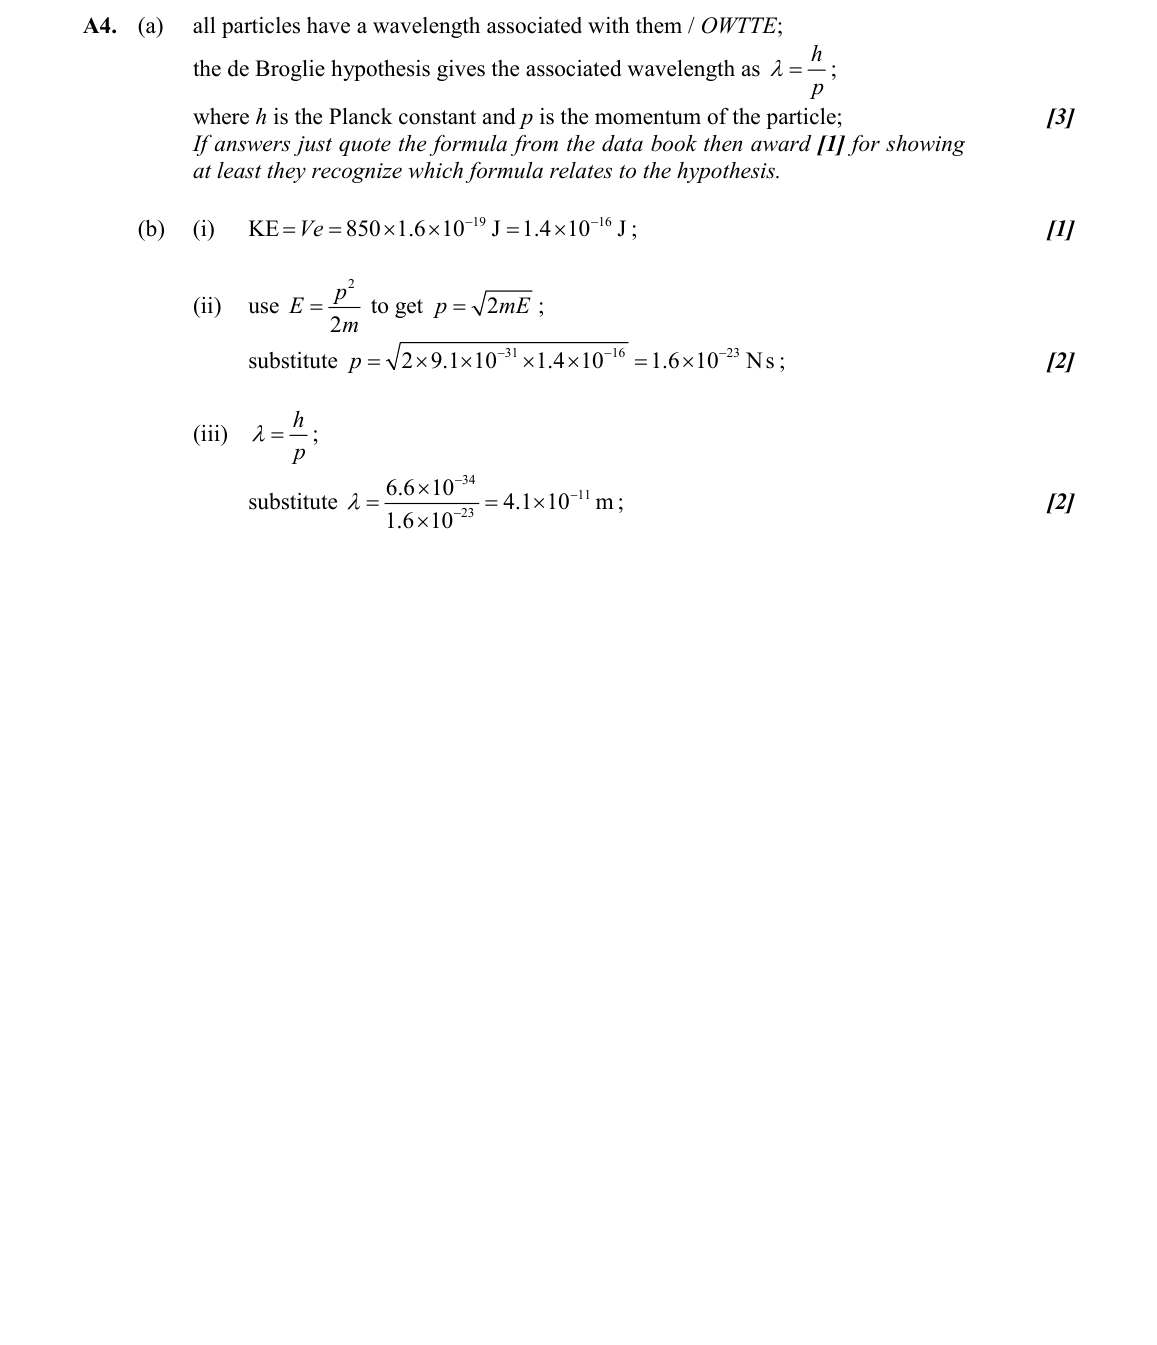 A4. (a) all particles have a wavelength associated with them / OWTTE;
the de Broglie hypothesis gives the associated wavelength as λ = h/p ;
where h is the Planck constant and p is the momentum of the particle; [3]
If answers just quote the formula from the data book then award [1] for showing
at least they recognize which formula relates to the hypothesis.
(b) (i) KE = Ve = 850×1.6×10⁻¹⁹ J = 1.4×10⁻¹⁶ J ; [1]
(ii) use E = p²/2m to get p = √(2mE) ;
substitute p = √(2×9.1×10⁻³¹×1.4×10⁻¹⁶) = 1.6×10⁻²³ N s ; [2]
(iii) λ = h/p ;
substitute λ = 6.6×10⁻³⁴/1.6×10⁻²³ = 4.1×10⁻¹¹ m ; [2]